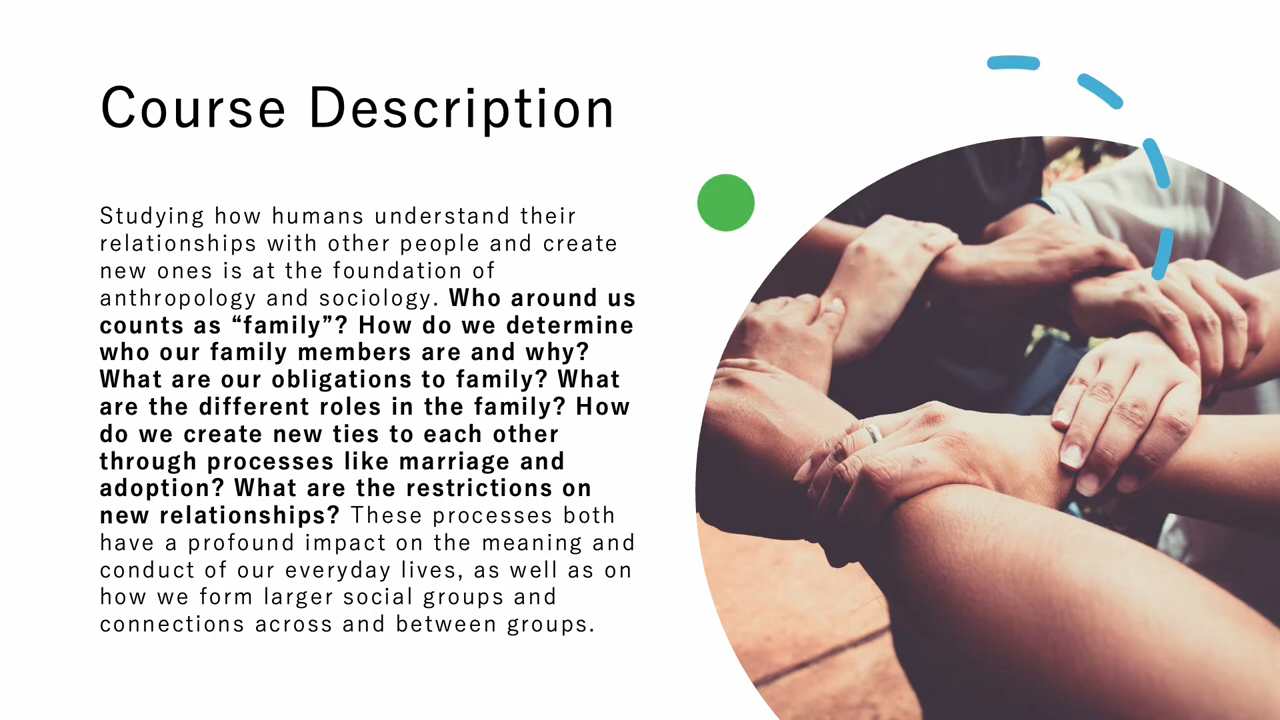 Course Description
Studying how humans understand their
relationships with other people and create
new ones is at the foundation of
anthropology and sociology. Who around us
counts as “family”? How do we determine
who our family members are and why?
What are our obligations to family? What
are the different roles in the family? How
do we create new ties to each other
through processes like marriage and
adoption? What are the restrictions on
new relationships? These processes both
have a profound impact on the meaning and
conduct of our everyday lives, as well as on
how we form larger social groups and
connections across and between groups.